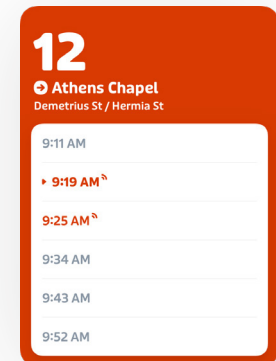 12
Athens Chapel
Demetrius St / Hermia St
9:11 AM
9:19 AM
9:25 AM
9:34 AM
9:43 AM
9:52 AM